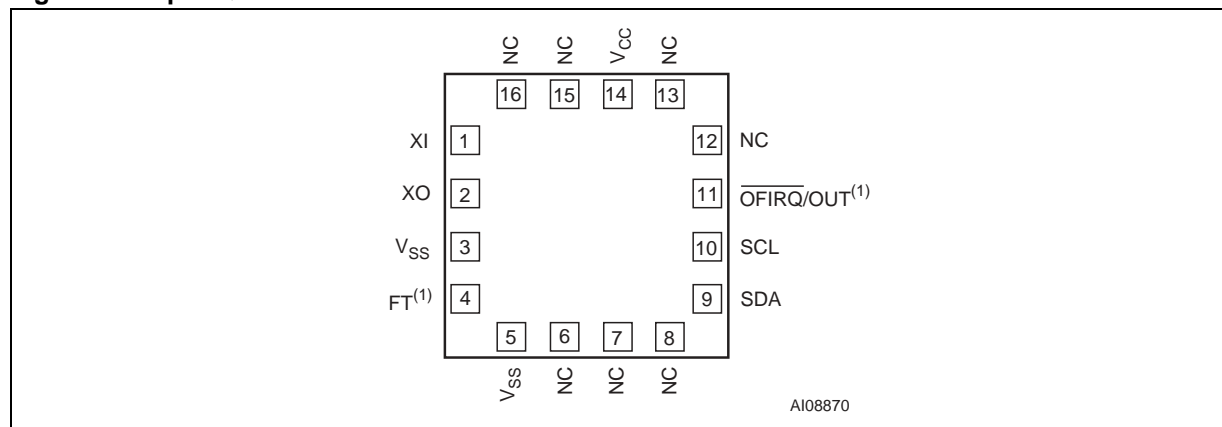 NC NC VCC NC
16 15 14 13
XI 1 12 NC
XO 2 11 OFIRQ/OUT(1)
VSS 3 10 SCL
FT(1) 4 9 SDA
5 6 7 8
VSS NC NC NC
AI08870